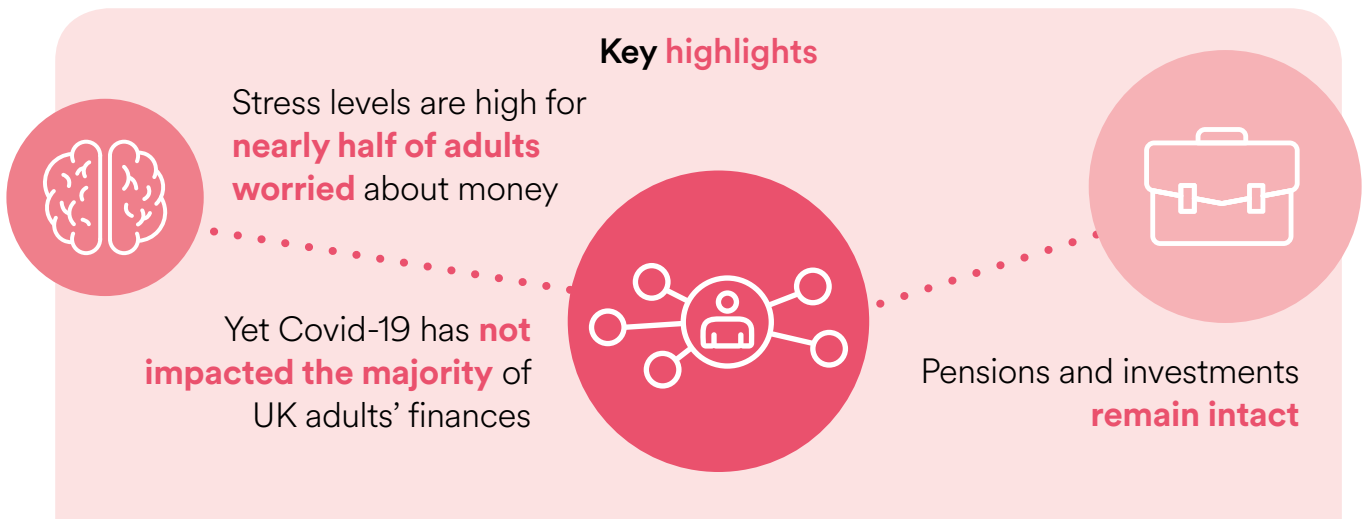 Key highlights
Stress levels are high for
nearly half of adults
worried about money
Yet Covid-19 has not
impacted the majority of
UK adults’ finances
Pensions and investments
remain intact